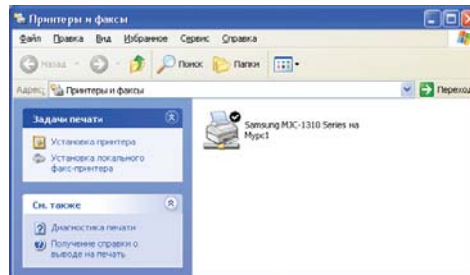 Принтеры и факсы
Файл Правка Вид Избранное Сервис Справка
Назад Поиск Папки
Адрес: Принтеры и факсы Переход
Задачи печати
Установка принтера
Установка локального
факс-принтера
См. также
Диагностика печати
Получение справки о
выводе на печать
Samsung MJC-1310 Series на
Mypc1